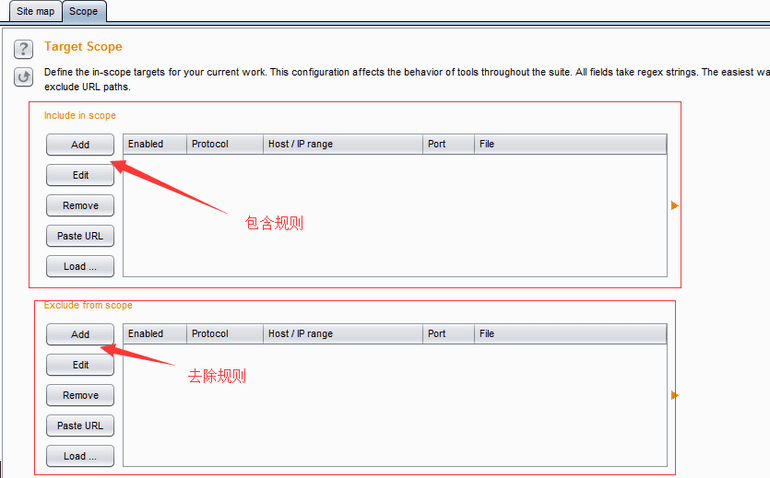 Site map Scope
?
Target Scope
Define the in-scope targets for your current work. This configuration affects the behavior of tools throughout the suite. All fields take regex strings. The easiest wa
exclude URL paths.
Include in scope
Add Enabled Protocol Host / IP range Port File
Edit
Remove
包含规则
Paste URL
Load ...
Exclude from scope
Add Enabled Protocol Host / IP range Port File
Edit
去除规则
Remove
Paste URL
Load ...